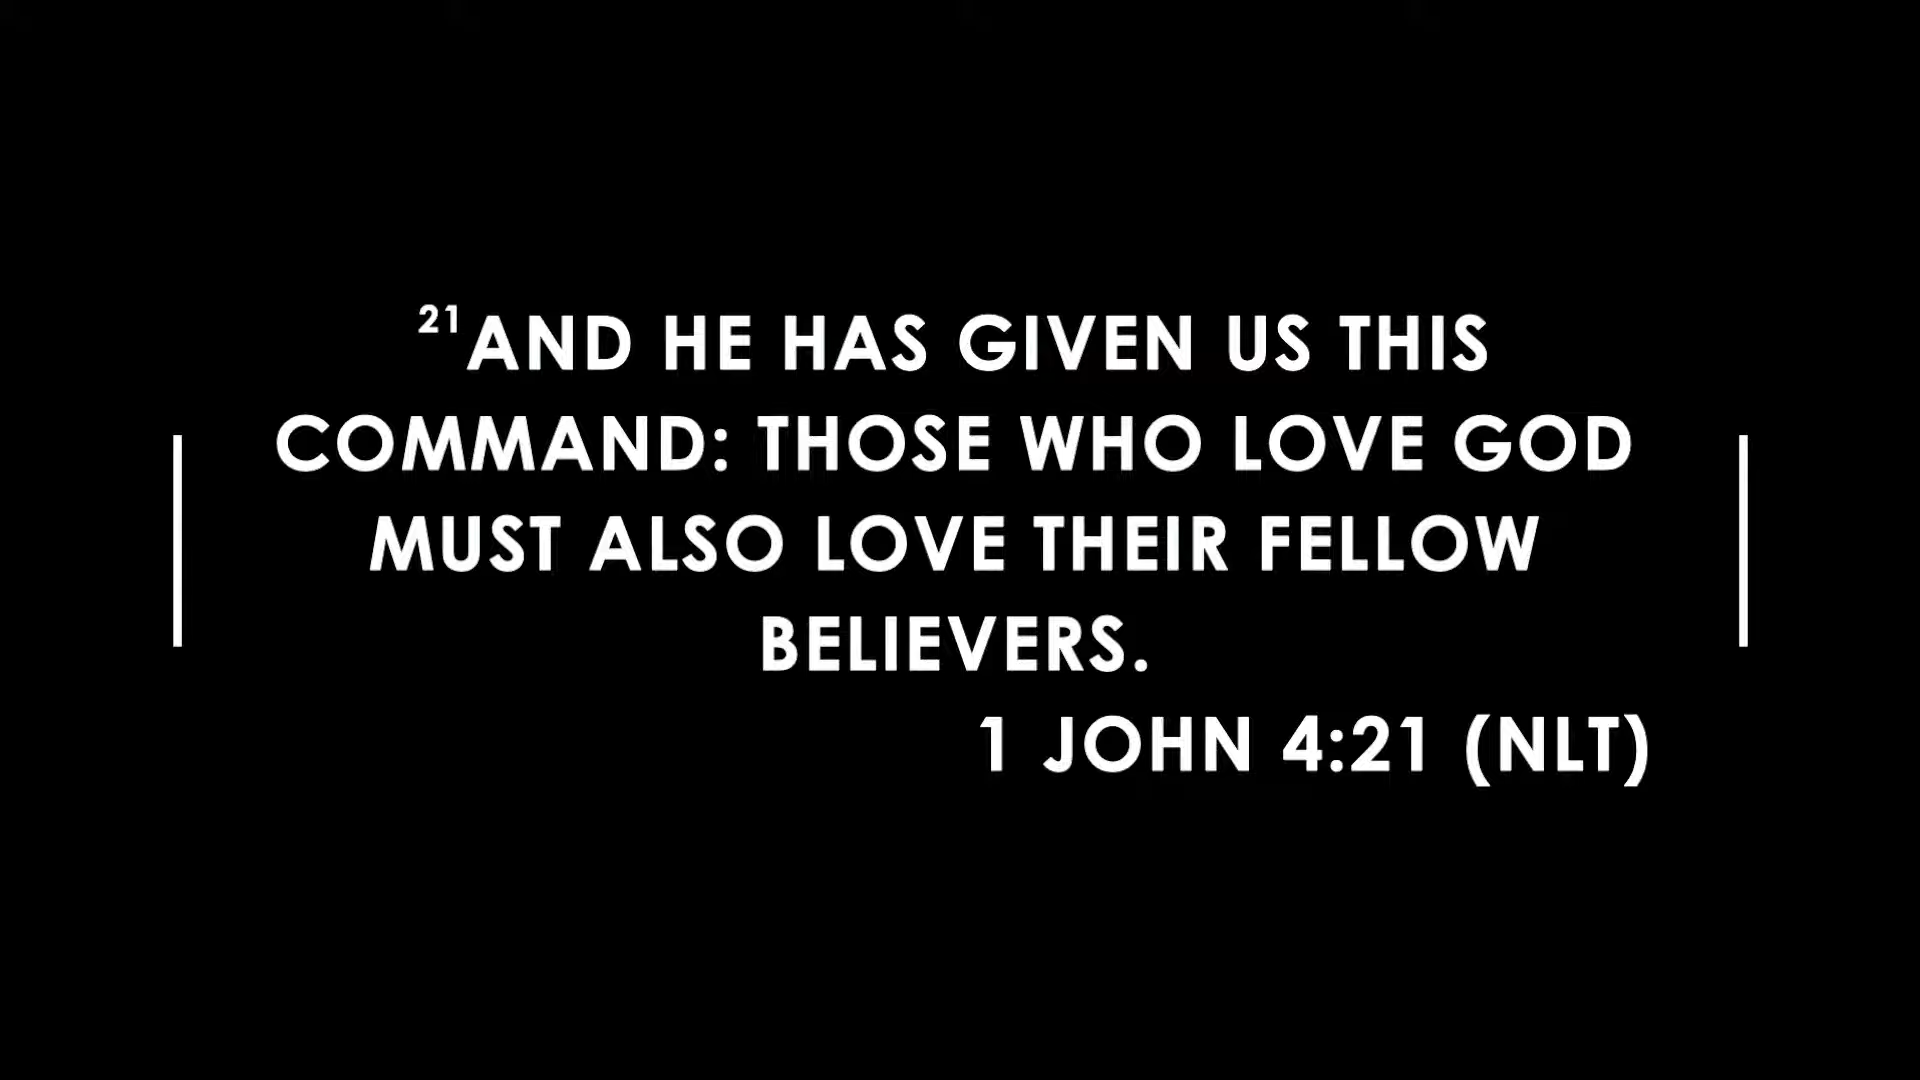 ²¹AND HE HAS GIVEN US THIS
COMMAND: THOSE WHO LOVE GOD
MUST ALSO LOVE THEIR FELLOW
BELIEVERS.
1 JOHN 4:21 (NLT)